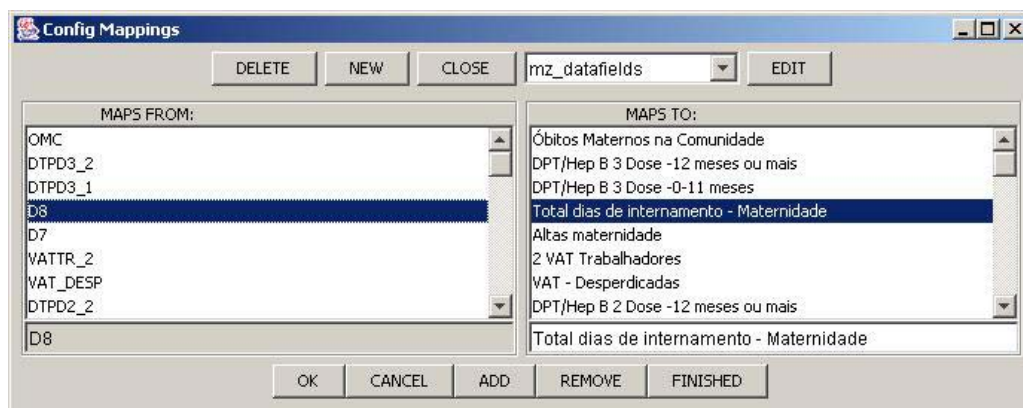 Config Mappings
DELETE NEW CLOSE mz_datafields EDIT
MAPS FROM: MAPS TO:
OMC Óbitos Maternos na Comunidade
DTPD3_2 DPT/Hep B 3 Dose -12 meses ou mais
DTPD3_1 DPT/Hep B 3 Dose -0-11 meses
D8 Total dias de internamento - Maternidade
D7 Altas maternidade
VATTR_2 2 VAT Trabalhadores
VAT_DESP VAT - Desperdicadas
DTPD2_2 DPT/Hep B 2 Dose -12 meses ou mais
D8 Total dias de internamento - Maternidade
OK CANCEL ADD REMOVE FINISHED